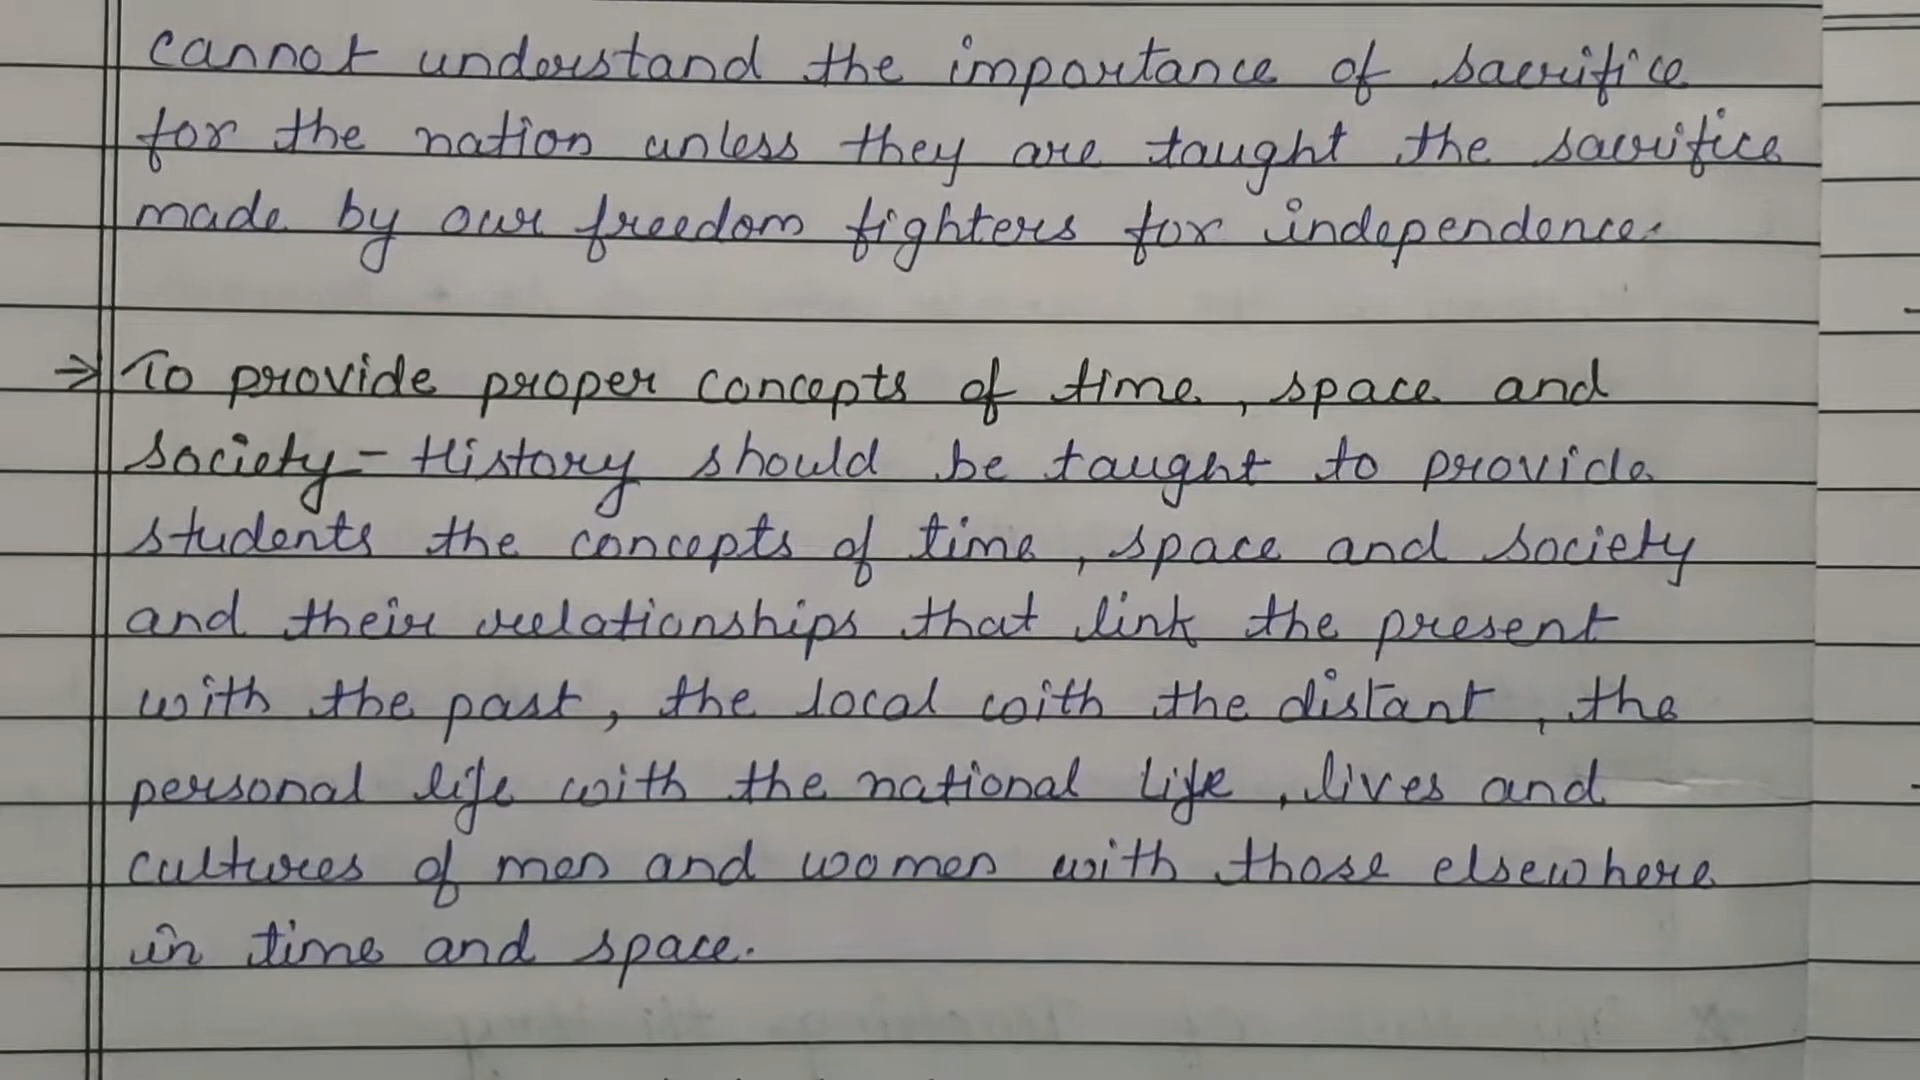 cannot understand the importance of sacrifice
for the nation unless they are taught the sacrifice
made by our freedom fighters for independence.
⇒ To provide proper concepts of time, space and
society - History should be taught to provide
students the concepts of time, space and society
and their relationships that link the present
with the past, the local with the distant, the
personal life with the national life, lives and
cultures of men and women with those elsewhere
in time and space.